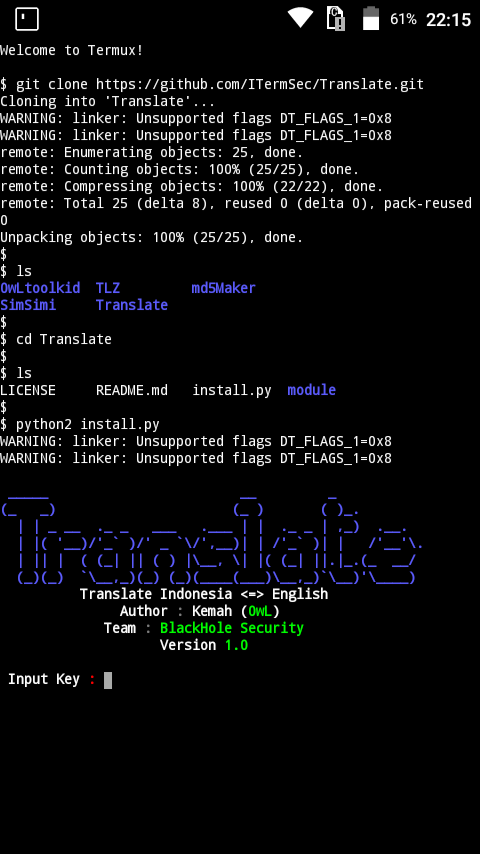 61% 22:15
Welcome to Termux!
$ git clone https://github.com/ITermSec/Translate.git
Cloning into 'Translate'...
WARNING: linker: Unsupported flags DT_FLAGS_1=0x8
WARNING: linker: Unsupported flags DT_FLAGS_1=0x8
remote: Enumerating objects: 25, done.
remote: Counting objects: 100% (25/25), done.
remote: Compressing objects: 100% (22/22), done.
remote: Total 25 (delta 8), reused 0 (delta 0), pack-reused
0
Unpacking objects: 100% (25/25), done.
$
$ ls
OwLtoolkid  TLZ         md5Maker
SimSimi     Translate
$
$ cd Translate
$
$ ls
LICENSE     README.md   install.py  module
$
$ python2 install.py
WARNING: linker: Unsupported flags DT_FLAGS_1=0x8
WARNING: linker: Unsupported flags DT_FLAGS_1=0x8
Translate
Translate Indonesia <=> English
Author : Kemah (OwL)
Team : BlackHole Security
Version 1.0
Input Key :